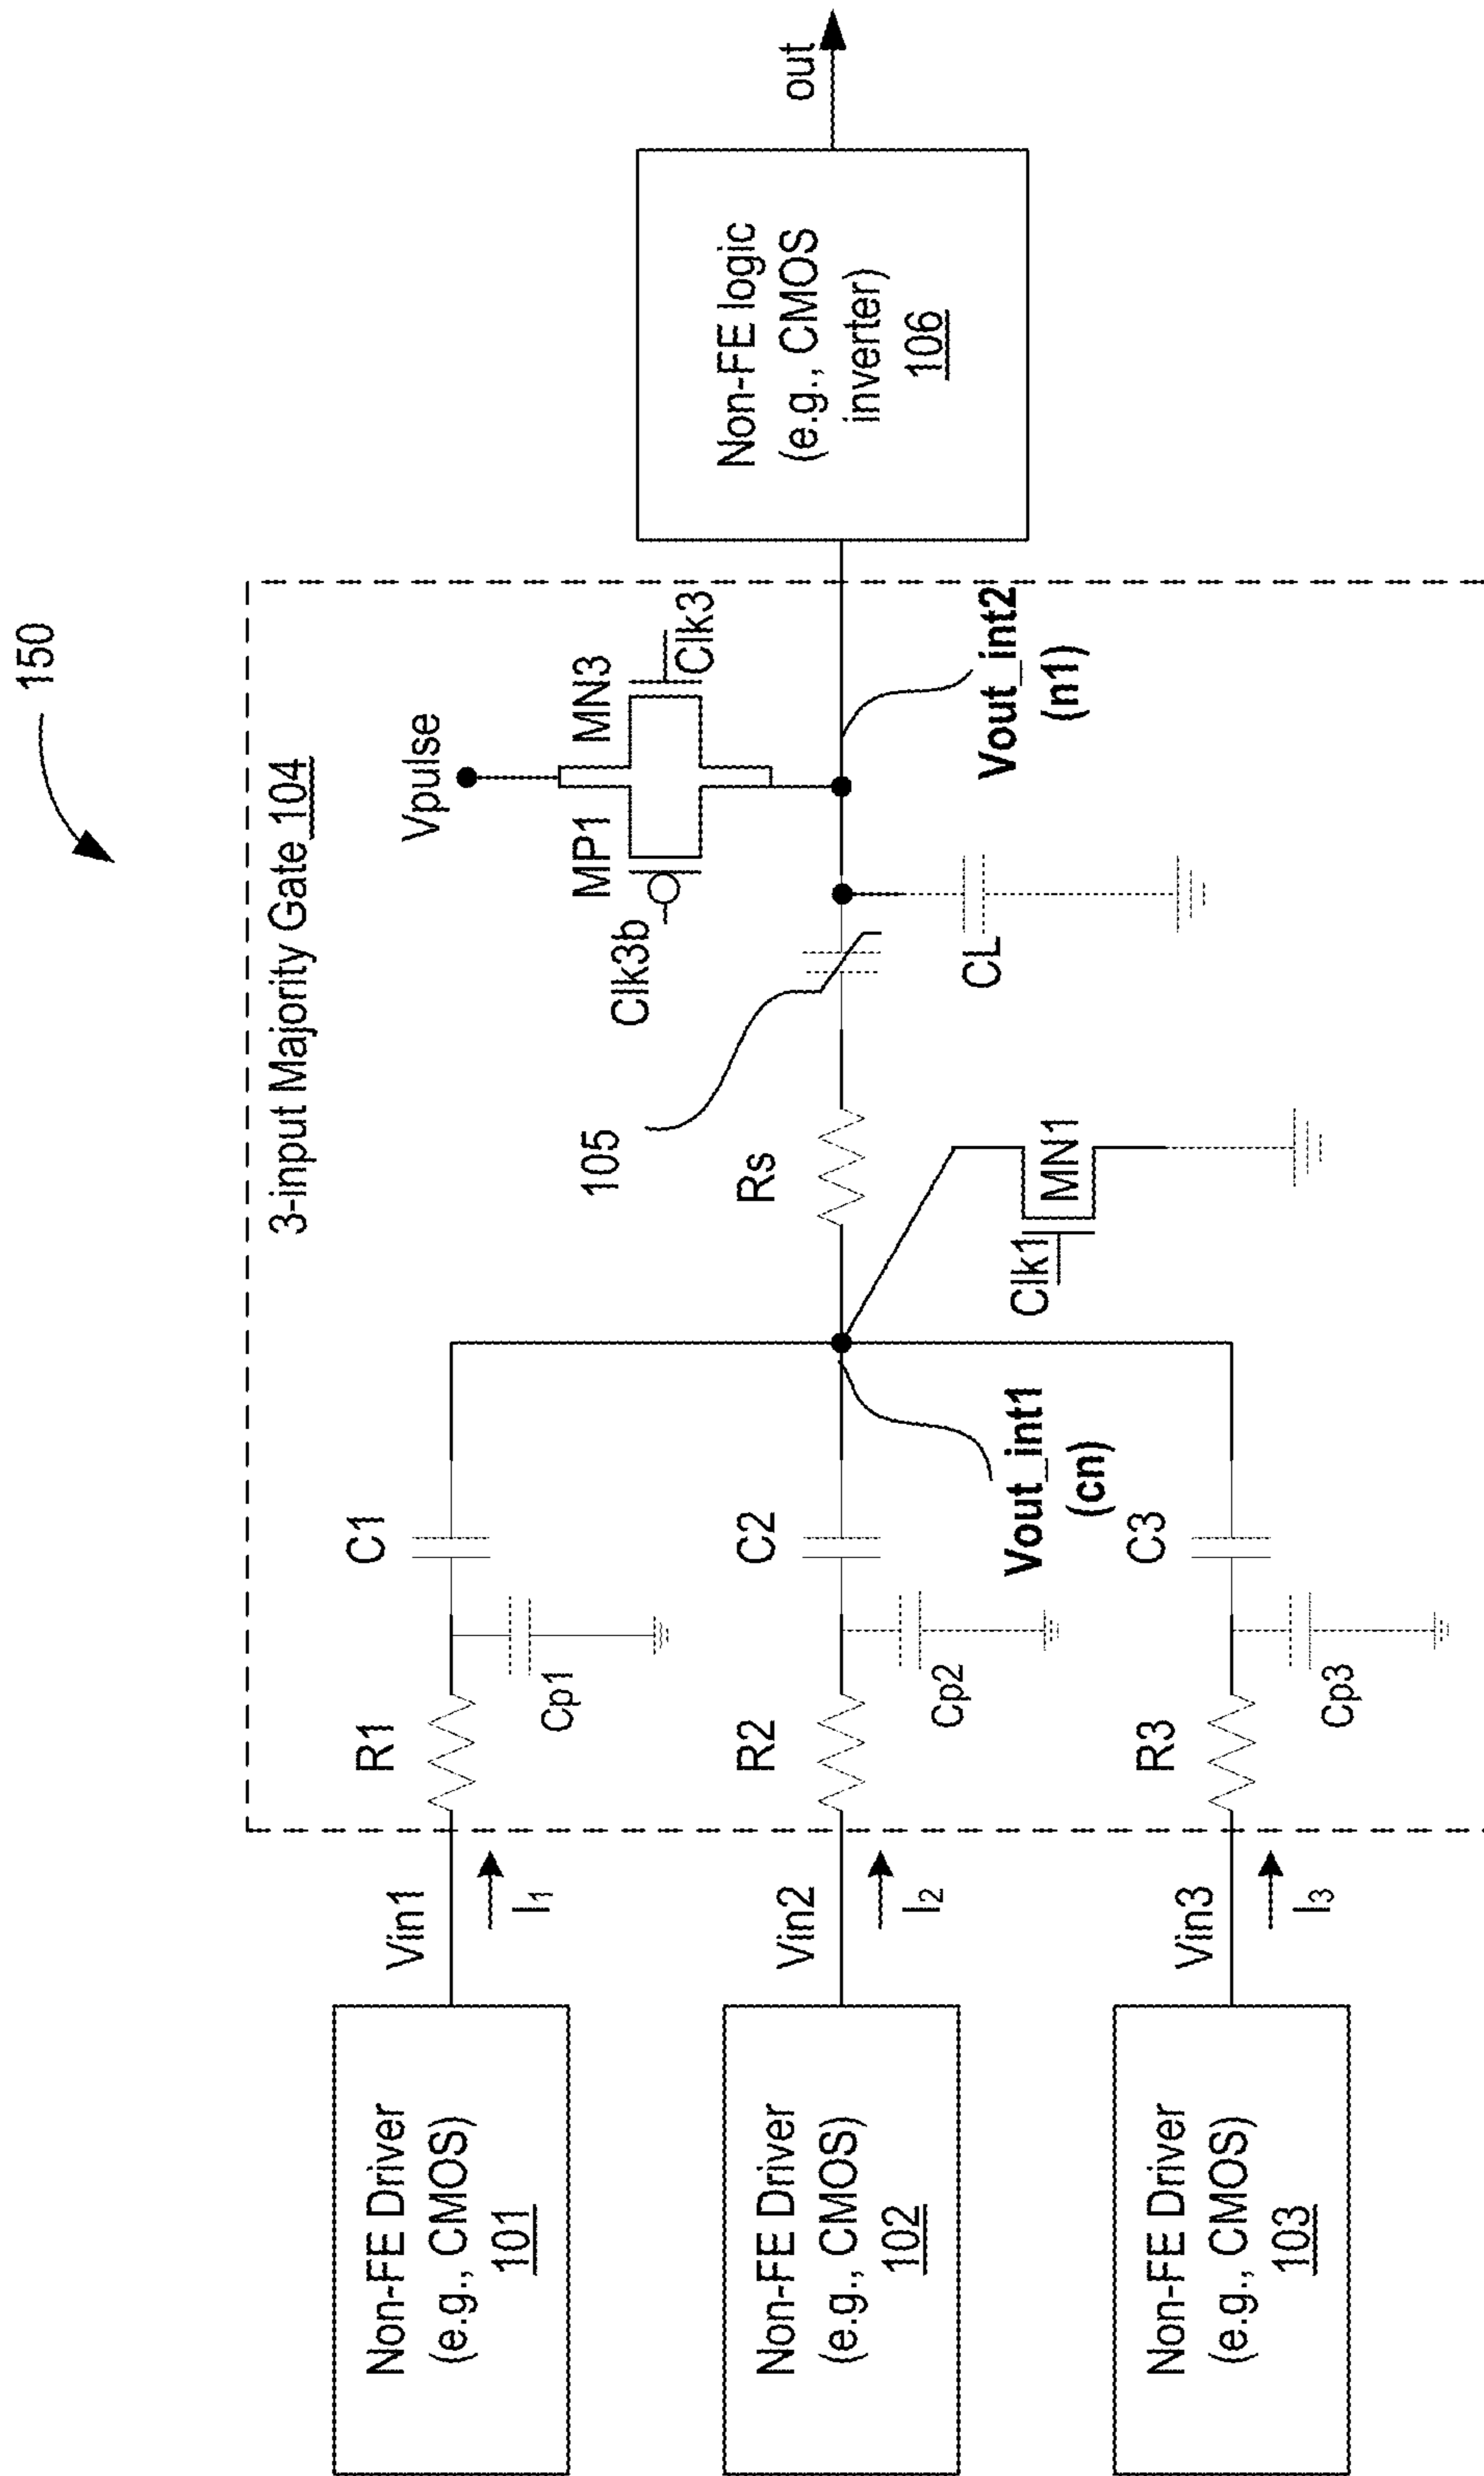 150
3-input Majority Gate 104
Non-FE Driver
(e.g., CMOS)
101
Vin1
I1
R1
Cp1
C1
Non-FE Driver
(e.g., CMOS)
102
Vin2
I2
R2
Cp2
C2
Non-FE Driver
(e.g., CMOS)
103
Vin3
I3
R3
Cp3
C3
Vout_int1
(cn)
Clk1
MN1
Rs
105
CL
Clk3b
MP1
MN3
Clk3
Vpulse
Vout_int2
(n1)
Non-FE logic
(e.g., CMOS
inverter)
106
out